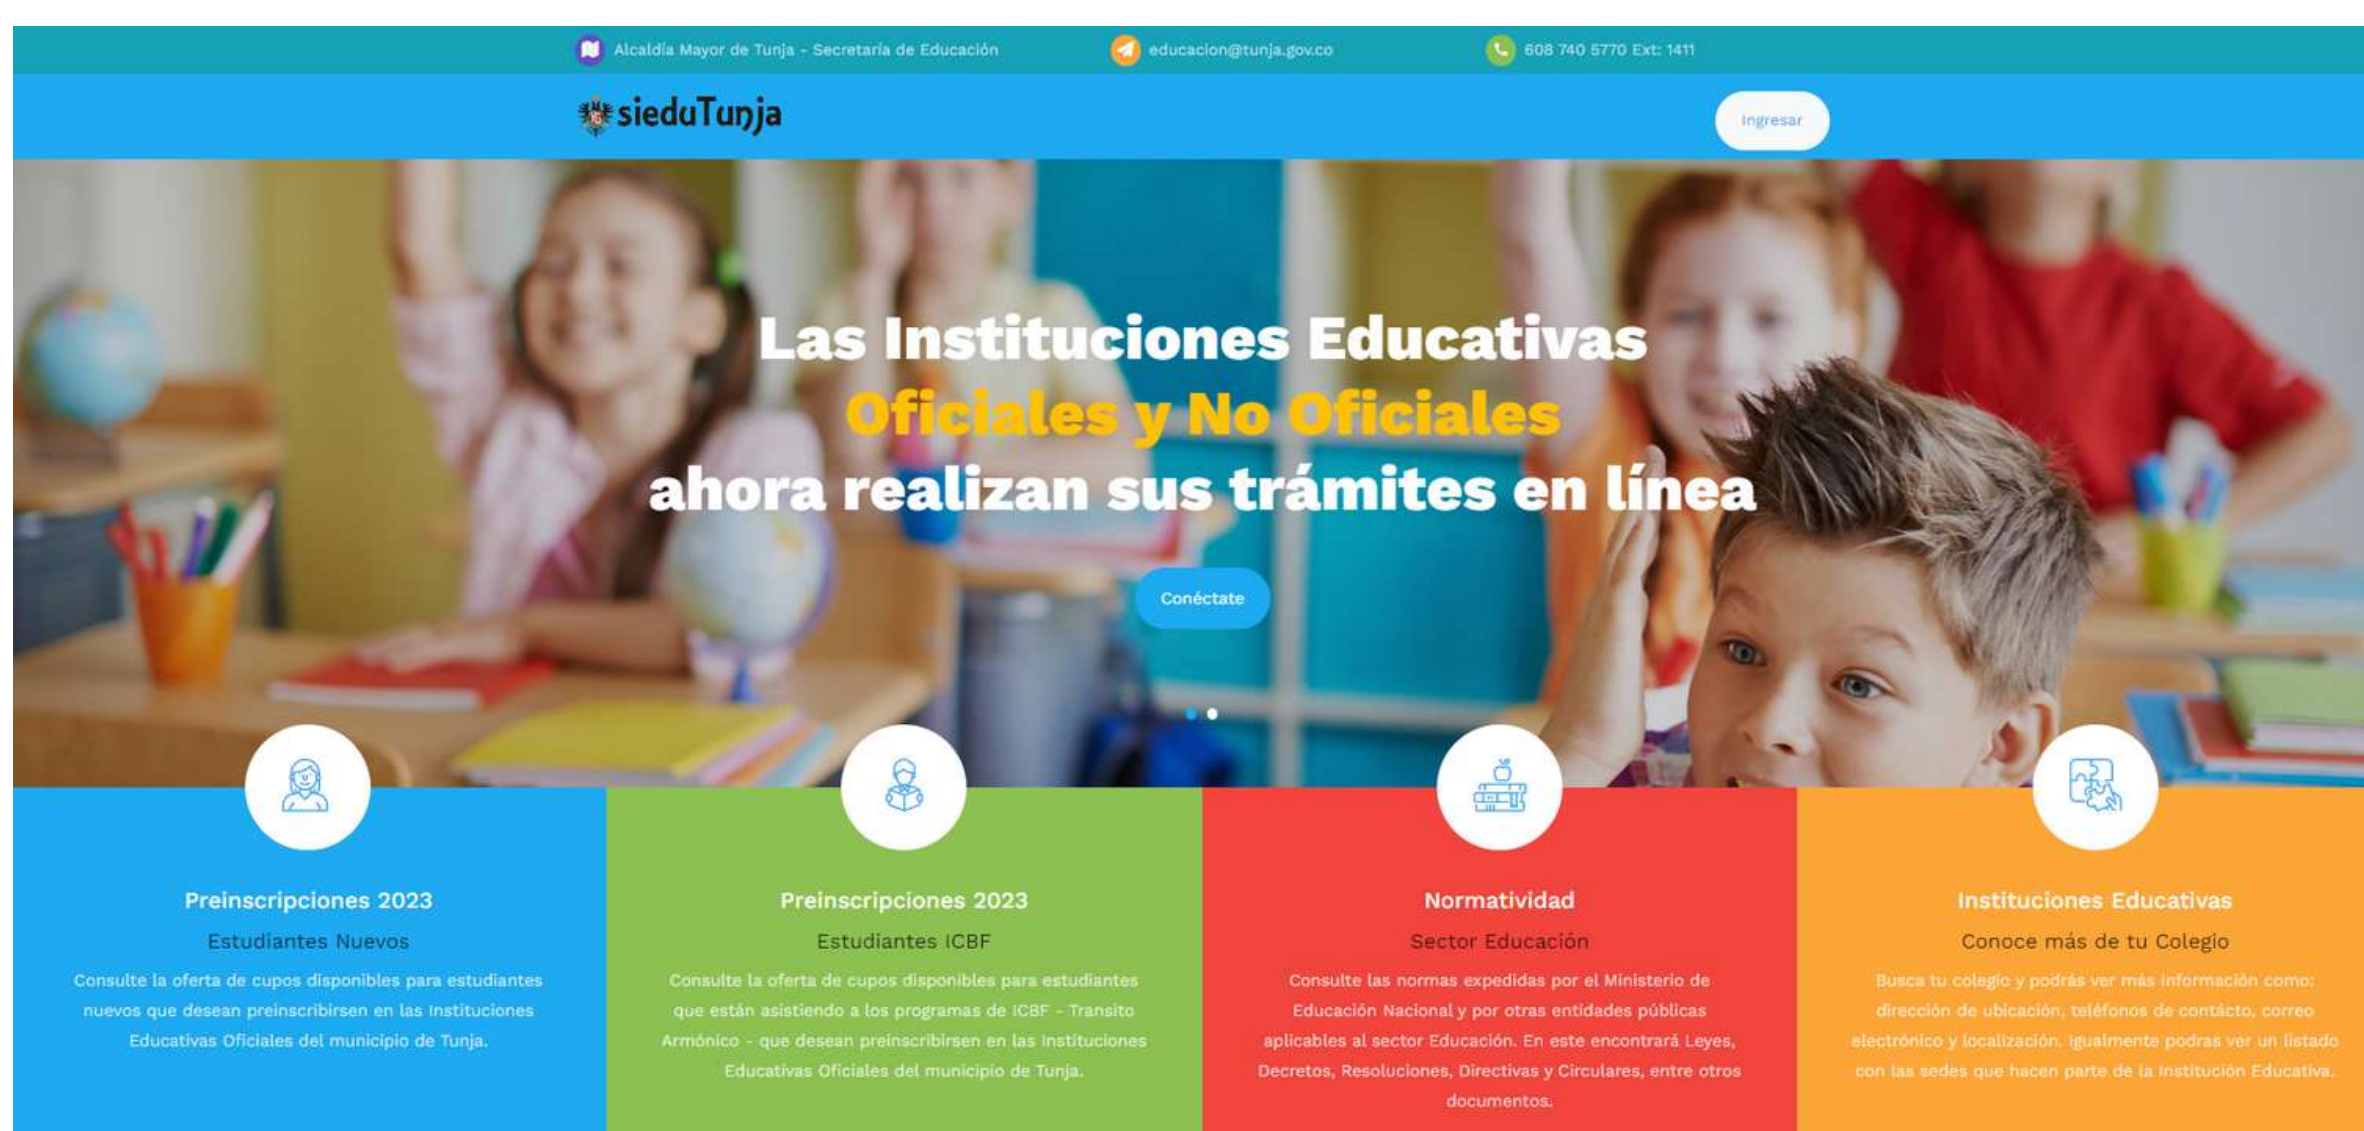 Alcaldía Mayor de Tunja - Secretaría de Educación
educacion@tunja.gov.co
608 740 5770 Ext: 1411
sieduTunja
Ingresar
Las Instituciones Educativas
Oficiales y No Oficiales
ahora realizan sus trámites en línea
Conéctate
Preinscripciones 2023
Estudiantes Nuevos
Consulte la oferta de cupos disponibles para estudiantes
nuevos que desean preinscribirsen en las Instituciones
Educativas Oficiales del municipio de Tunja.
Preinscripciones 2023
Estudiantes ICBF
Consulte la oferta de cupos disponibles para estudiantes
que están asistiendo a los programas de ICBF - Transito
Armónico - que desean preinscribirsen en las Instituciones
Educativas Oficiales del municipio de Tunja.
Normatividad
Sector Educación
Consulte las normas expedidas por el Ministerio de
Educación Nacional y por otras entidades públicas
aplicables al sector Educación. En este encontrará Leyes,
Decretos, Resoluciones, Directivas y Circulares, entre otros
documentos.
Instituciones Educativas
Conoce más de tu Colegio
Busca tu colegio y podrás ver más información como:
dirección de ubicación, teléfonos de contácto, correo
electrónico y localización. Igualmente podras ver un listado
con las sedes que hacen parte de la Institución Educativa.